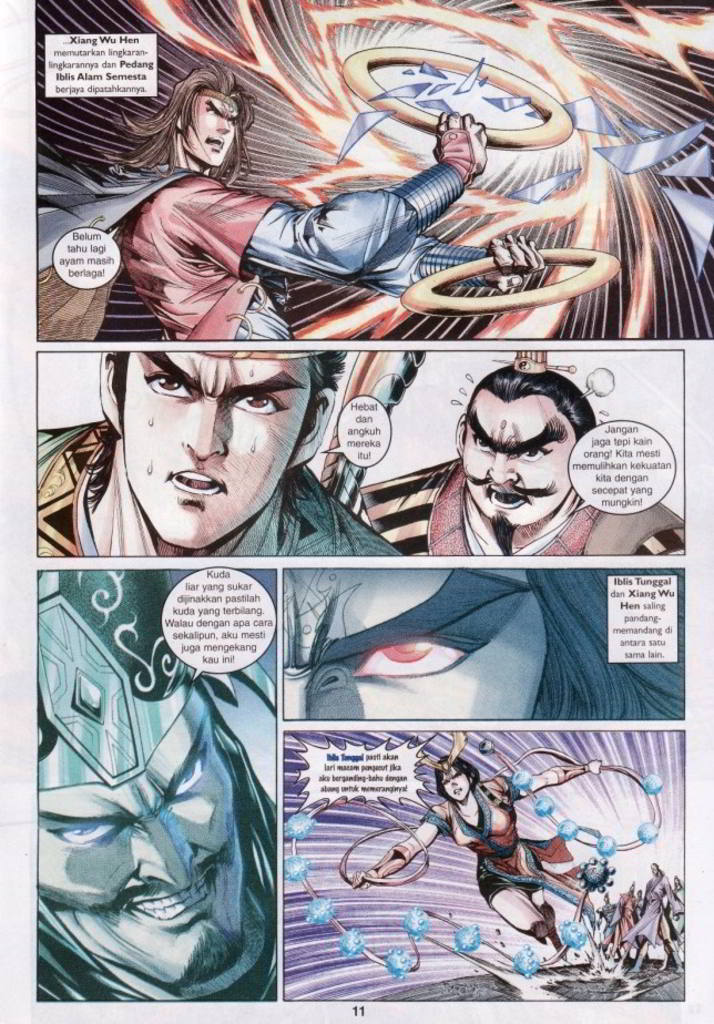 ...Xiang Wu Hen
memutarkan lingkaran-
lingkarannya dan Pedang
Iblis Alam Semesta
berjaya dipatahkannya.
Belum
tahu lagi
ayam masih
berlaga!
Hebat
dan
angkuh
mereka
itu!
Jangan
jaga tepi kain
orang! Kita mesti
memulihkan kekuatan
kita dengan
secepat yang
mungkin!
Kuda
liar yang sukar
dijinakkan pastilah
kuda yang terbilang.
Walau dengan apa cara
sekalipun, aku mesti
juga mengekang
kau ini!
Iblis Tunggal
dan Xiang Wu
Hen saling
pandang-
memandang di
antara satu
sama lain.
Iblis Tunggal pasti akan
lari macam pengecut jika
aku berganding-bahu dengan
abang untuk memeranginya!
11